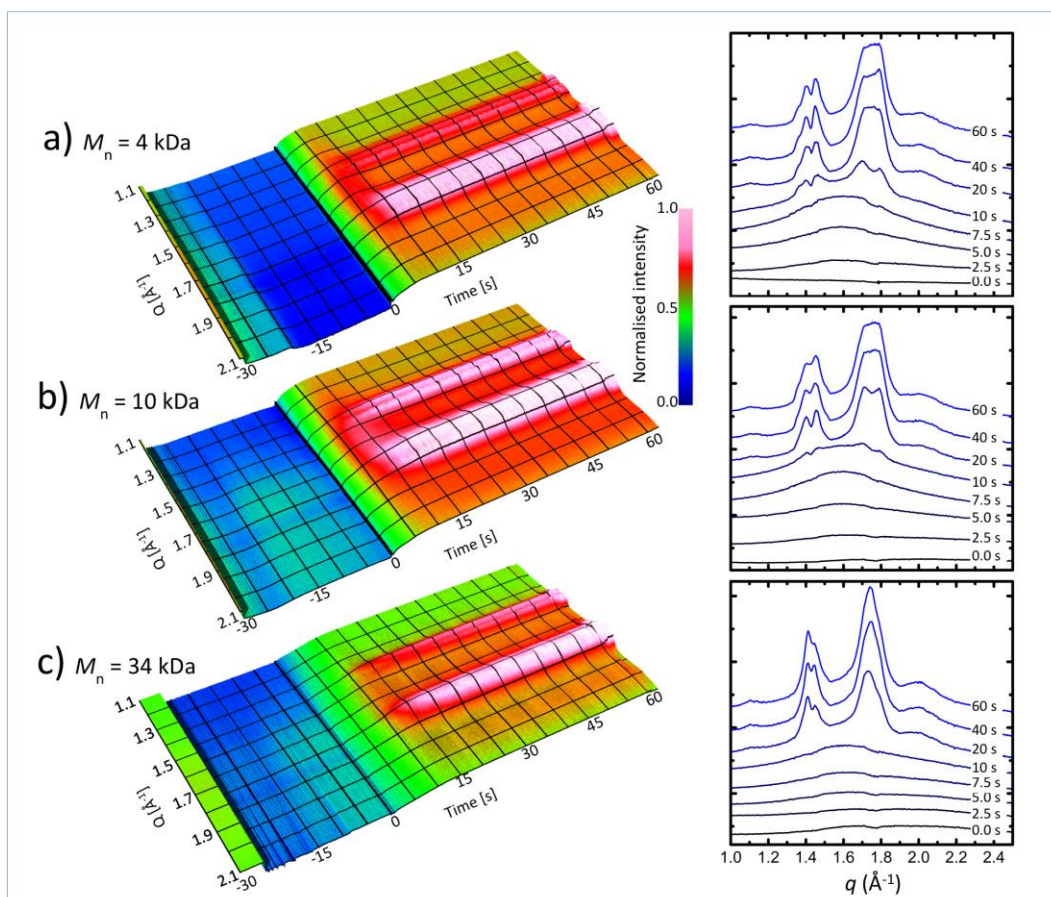 a) Mn = 4 kDa
1.1
1.3
1.5
1.7
1.9
2.1
Q [Å-1]
-30
-15
0
15
30
45
60
Time [s]
b) Mn = 10 kDa
1.1
1.3
1.5
1.7
1.9
2.1
Q [Å-1]
-30
-15
0
15
30
45
60
Time [s]
c) Mn = 34 kDa
1.1
1.3
1.5
1.7
1.9
2.1
Q [Å-1]
-30
-15
0
15
30
45
60
Time [s]
Normalised intensity
1.0
0.5
0.0
60 s
40 s
20 s
10 s
7.5 s
5.0 s
2.5 s
0.0 s
60 s
40 s
20 s
10 s
7.5 s
5.0 s
2.5 s
0.0 s
60 s
40 s
20 s
10 s
7.5 s
5.0 s
2.5 s
0.0 s
1.0 1.2 1.4 1.6 1.8 2.0 2.2 2.4
q (Å-1)